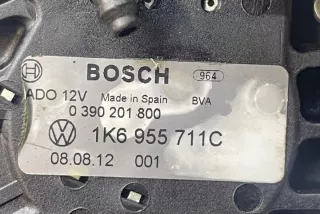 BOSCH 964
ADO 12V Made in Spain BVA
0 390 201 800
1K6 955 711C
08.08.12 001